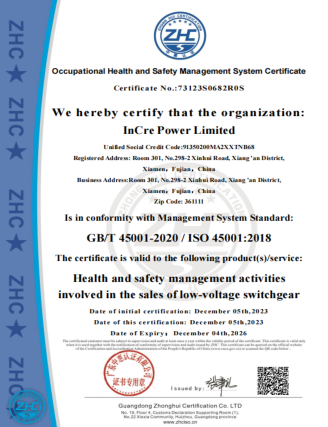 ZHC
Occupational Health and Safety Management System Certificate
Certificate No.:73123S0682R0S
We hereby certify that the organization:
InCre Power Limited
Unified Social Credit Code:91350200MA2XXTNB68
Registered Address: Room 301, No.298-2 Xinhui Road, Xiang 'an District,
Xiamen, Fujian, China
Business Address:Room 301, No.298-2 Xinhui Road, Xiang 'an District,
Xiamen, Fujian, China
Zip Code: 361111
Is in conformity with Management System Standard:
GB/T 45001-2020 / ISO 45001:2018
The certificate is valid to the following product(s)/service:
Health and safety management activities
involved in the sales of low-voltage switchgear
Date of initial certification: December 05th,2023
Date of this certification: December 05th,2023
Date of Expiry: December 04th,2026
证书专用章
Issued by:
Guangdong Zhonghui Certification Co. LTD
No. 16, Floor 4, Customs Declaration Supporting Room (1),
No.22 Xiawa Community, Huizhou, Guangdong province
www.zhciso.cn
ZHC
ZHC
ZHC
ZHC
ZHC
ZHC